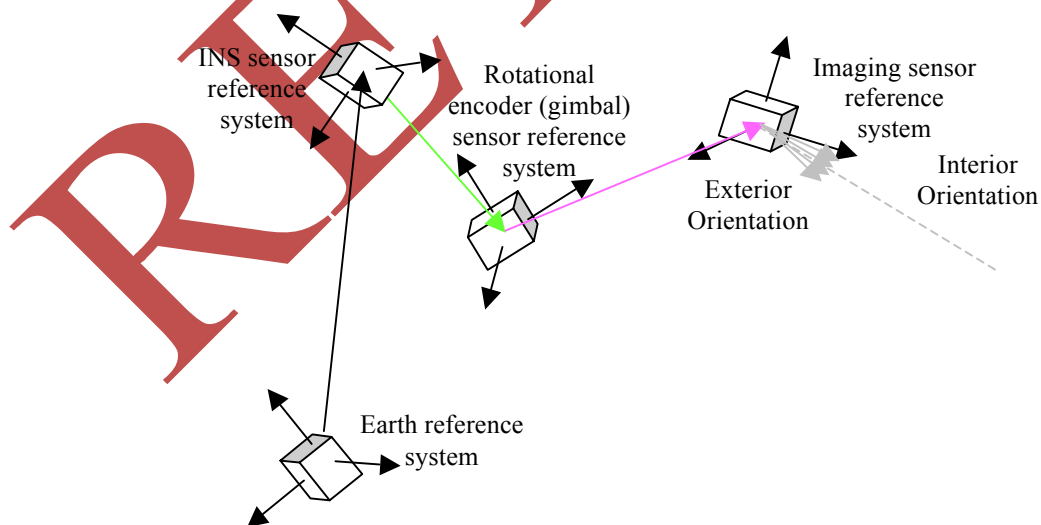 INS sensor
reference
system
Rotational
encoder (gimbal)
sensor reference
system
Imaging sensor
reference
system
Interior
Orientation
Exterior
Orientation
Earth reference
system
RE